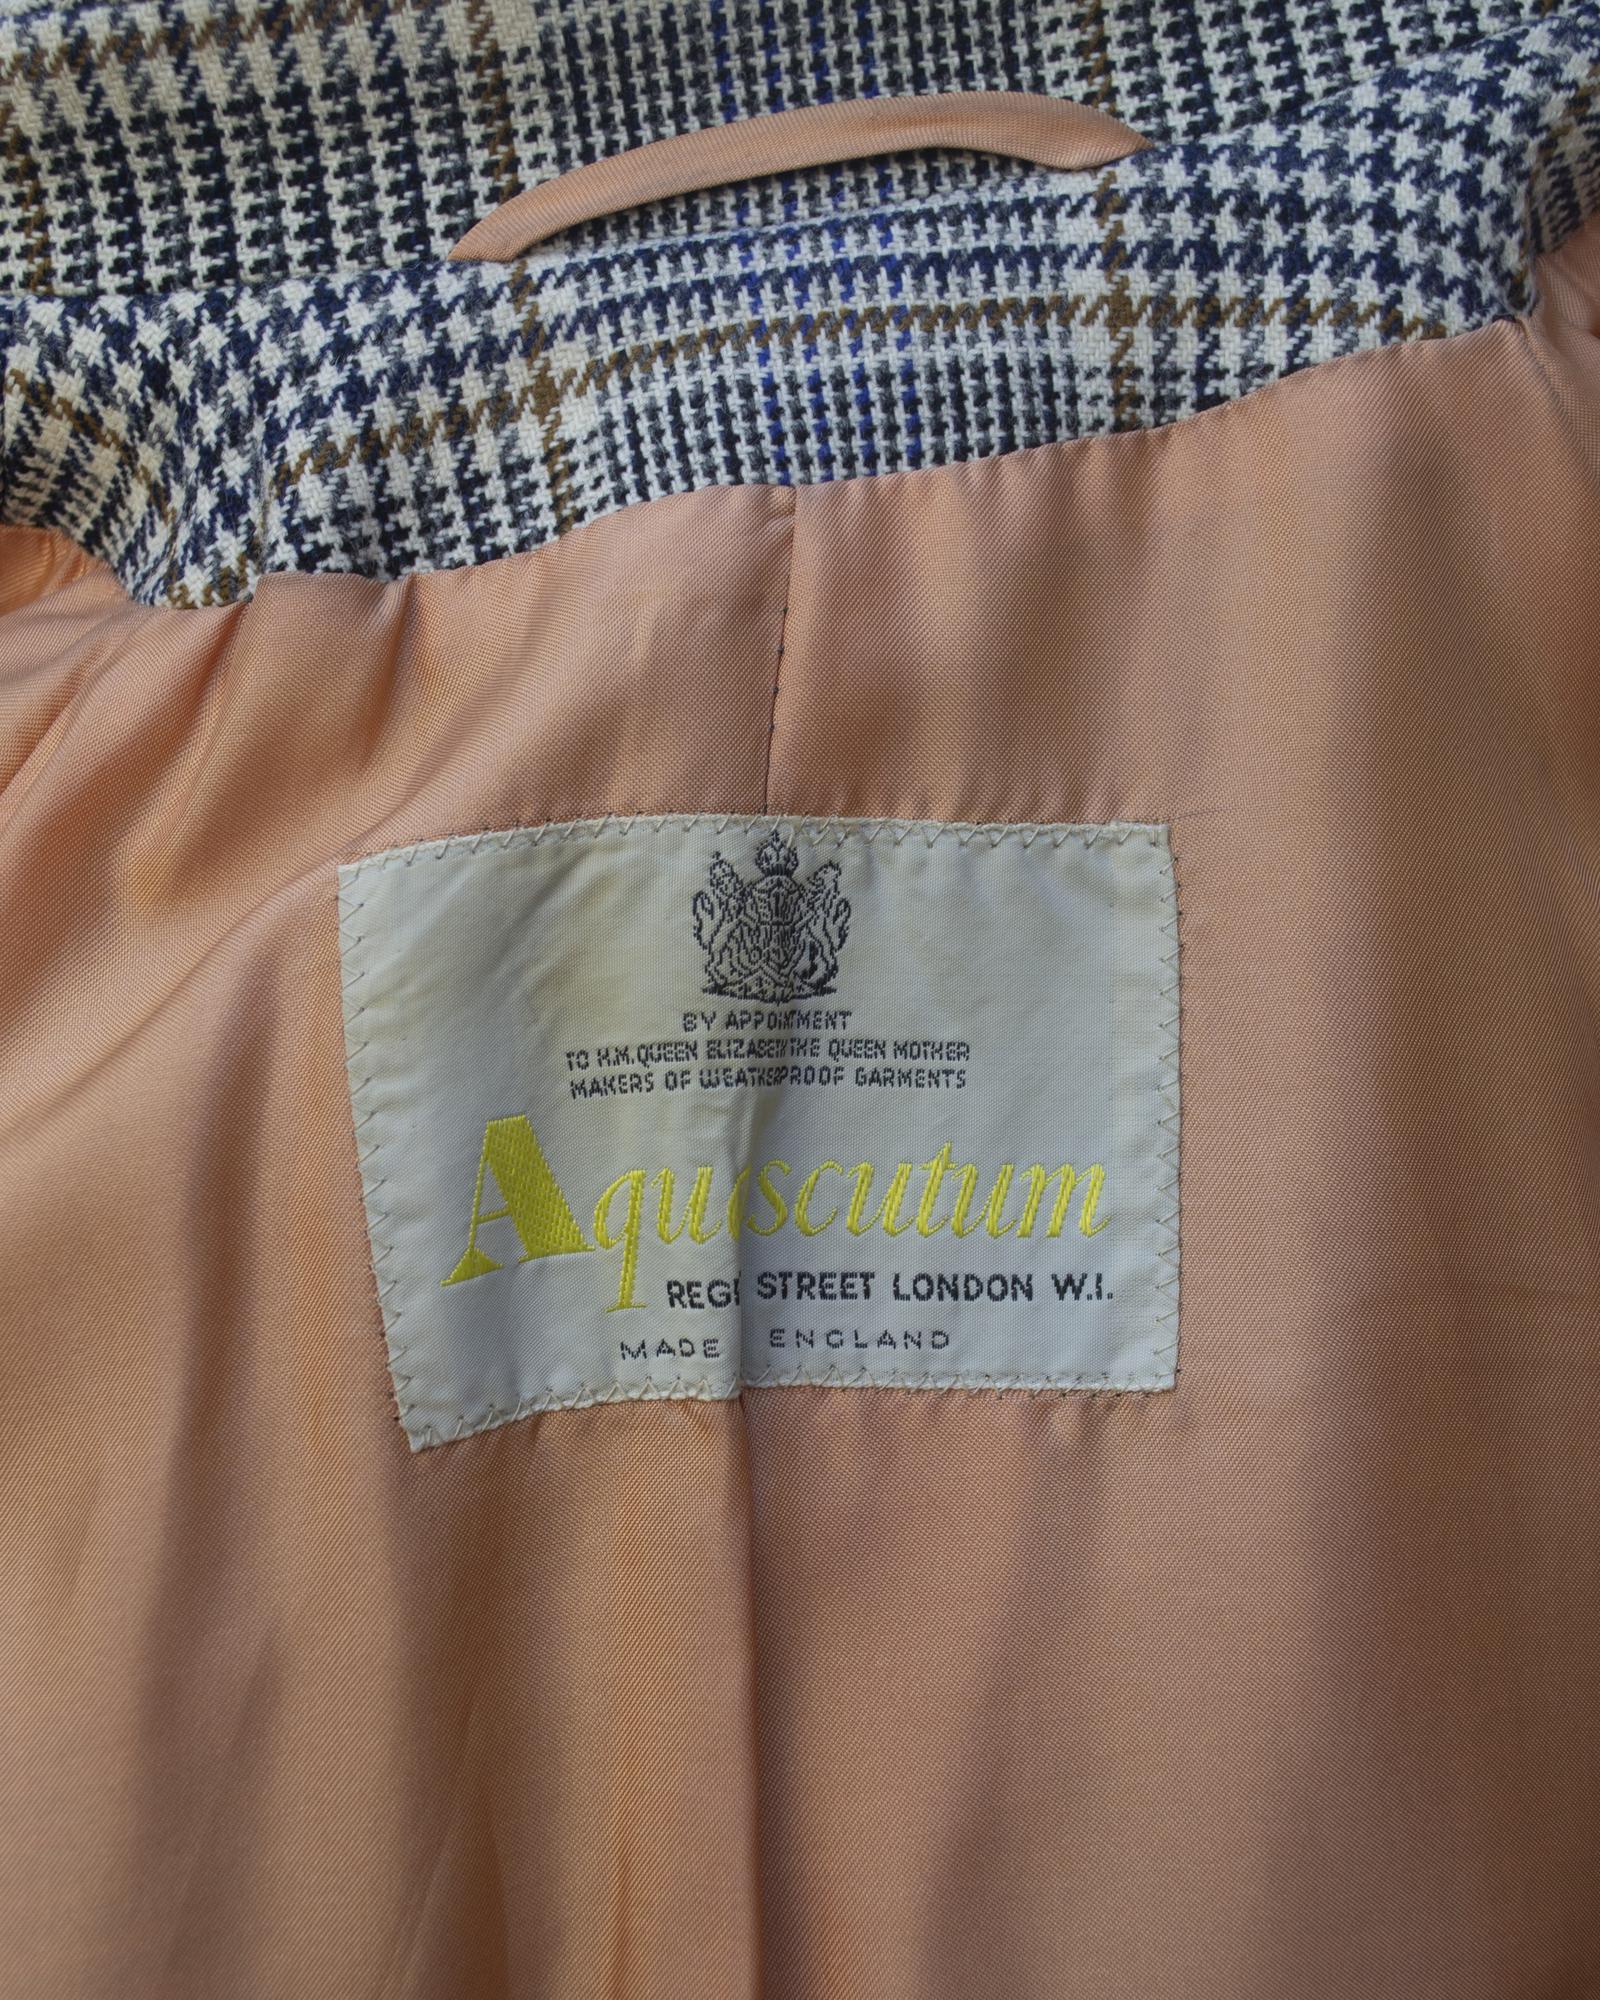 BY APPOINTMENT
TO H.M. QUEEN ELIZABETH THE QUEEN MOTHER
MAKERS OF WEATHERPROOF GARMENTS
Aquascutum
STREET LONDON W.I.
MADE ENGLAND